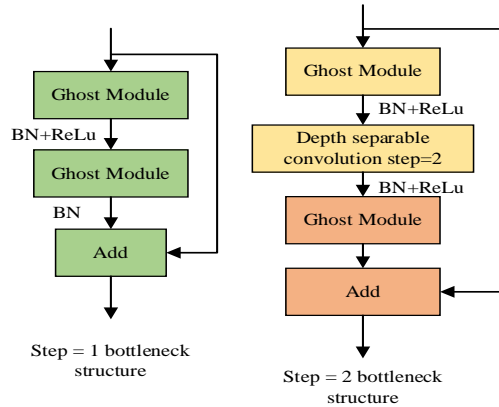 Ghost Module
BN+ReLu
Ghost Module
BN
Add
Step = 1 bottleneck
structure
Ghost Module
BN+ReLu
Depth separable
convolution step=2
BN+ReLu
Ghost Module
Add
Step = 2 bottleneck
structure